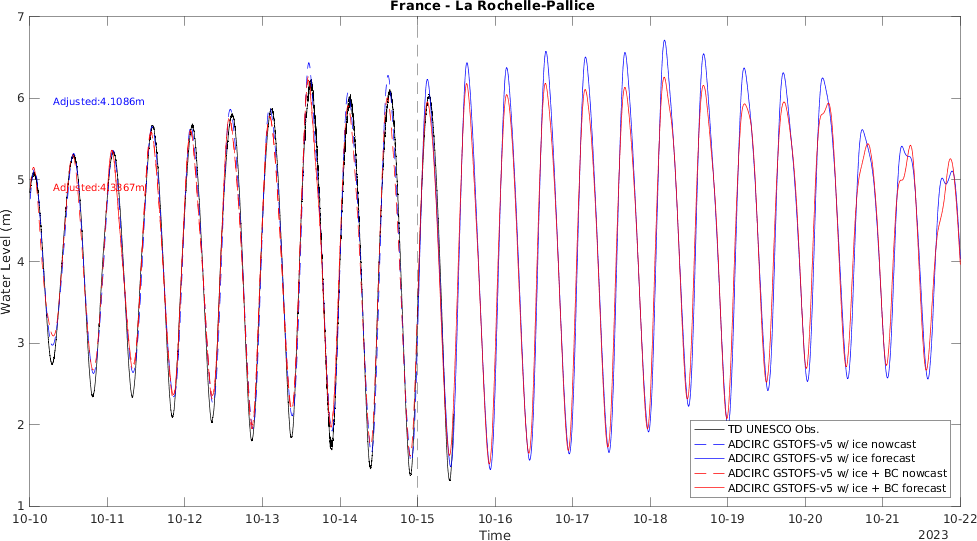 France - La Rochelle-Pallice
Water Level (m)
7
6
5
4
3
2
1
Adjusted:4.1086m
Adjusted:4.3367m
TD UNESCO Obs.
ADCIRC GSTOFS-v5 w/ ice nowcast
ADCIRC GSTOFS-v5 w/ ice forecast
ADCIRC GSTOFS-v5 w/ ice + BC nowcast
ADCIRC GSTOFS-v5 w/ ice + BC forecast
10-10 10-11 10-12 10-13 10-14 10-15 10-16 10-17 10-18 10-19 10-20 10-21 10-22
Time
2023